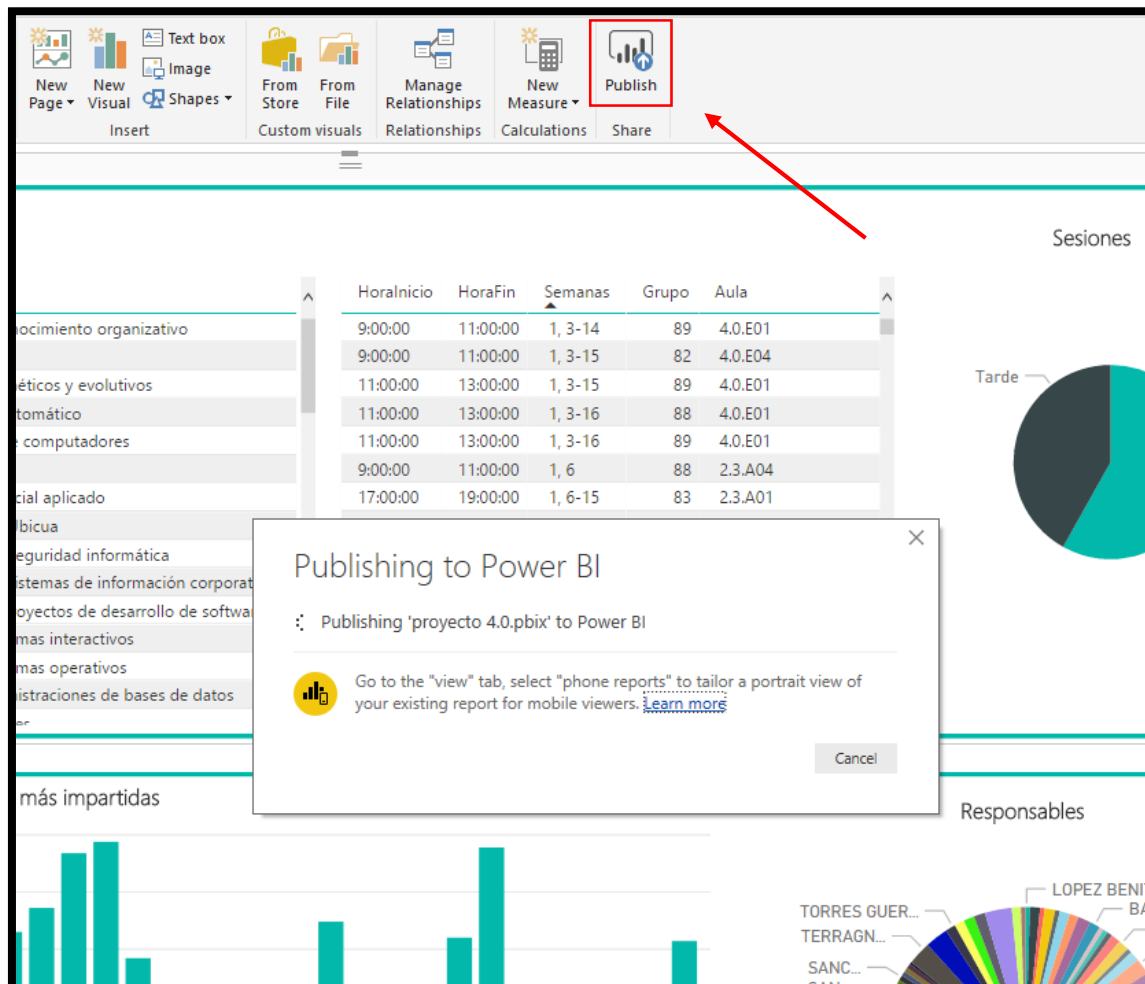 New Page
New Visual
Text box
Image
Shapes
From Store
From File
Manage Relationships
New Measure
Publish
Insert
Custom visuals
Relationships
Calculations
Share
Sesiones
HoraInicio HoraFin Semanas Grupo Aula
9:00:00 11:00:00 1, 3-14 89 4.0.E01
9:00:00 11:00:00 1, 3-15 82 4.0.E04
11:00:00 13:00:00 1, 3-15 89 4.0.E01
11:00:00 13:00:00 1, 3-16 88 4.0.E01
11:00:00 13:00:00 1, 3-16 89 4.0.E01
9:00:00 11:00:00 1, 6 88 2.3.A04
17:00:00 19:00:00 1, 6-15 83 2.3.A01
ocimiento organizativo
éticos y evolutivos
tomático
computadores
cial aplicado
Ubicua
eguridad informática
istemas de información corporat
oyectos de desarrollo de softwa
mas interactivos
mas operativos
istraciones de bases de datos
Tarde
Publishing to Power BI
Publishing 'proyecto 4.0.pbix' to Power BI
Go to the "view" tab, select "phone reports" to tailor a portrait view of
your existing report for mobile viewers. Learn more
Cancel
más impartidas
Responsables
LOPEZ BENI
BA
TORRES GUER...
TERRAGN...
SANC...